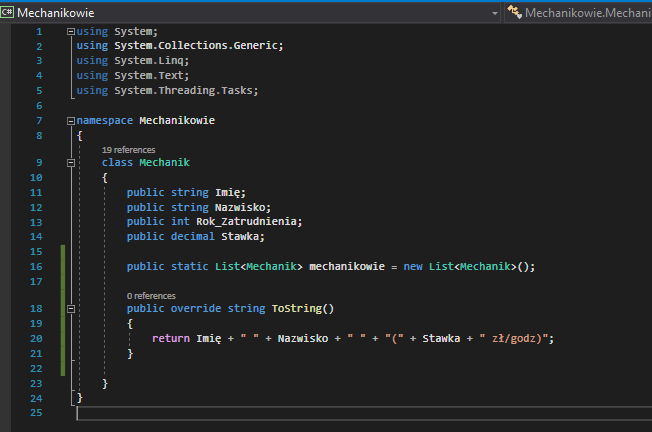 C# Mechanikowie Mechanikowie.Mechani
1 using System;
2 using System.Collections.Generic;
3 using System.Linq;
4 using System.Text;
5 using System.Threading.Tasks;
6
7 namespace Mechanikowie
8 {
19 references
9 class Mechanik
10 {
11 public string Imię;
12 public string Nazwisko;
13 public int Rok_Zatrudnienia;
14 public decimal Stawka;
15
16 public static List<Mechanik> mechanikowie = new List<Mechanik>();
17
0 references
18 public override string ToString()
19 {
20 return Imię + " " + Nazwisko + " " + "(" + Stawka + " zł/godz)";
21 }
22
23 }
24 }
25